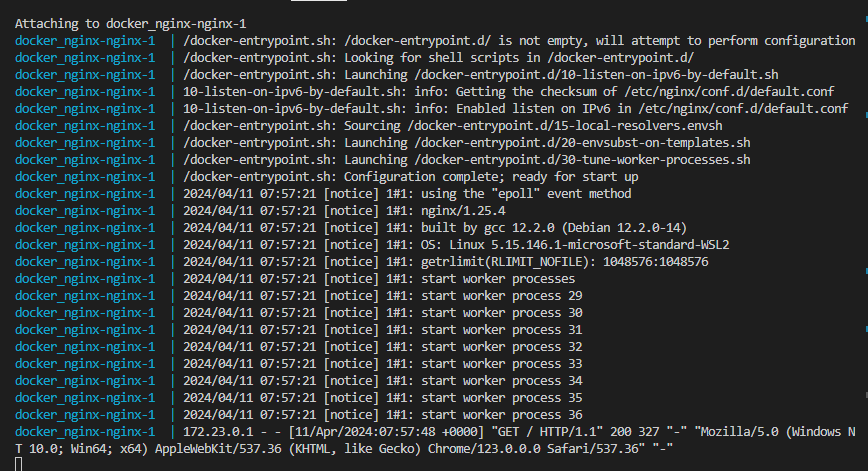 Attaching to docker_nginx-nginx-1
docker_nginx-nginx-1  | /docker-entrypoint.sh: /docker-entrypoint.d/ is not empty, will attempt to perform configuration
docker_nginx-nginx-1  | /docker-entrypoint.sh: Looking for shell scripts in /docker-entrypoint.d/
docker_nginx-nginx-1  | /docker-entrypoint.sh: Launching /docker-entrypoint.d/10-listen-on-ipv6-by-default.sh
docker_nginx-nginx-1  | 10-listen-on-ipv6-by-default.sh: info: Getting the checksum of /etc/nginx/conf.d/default.conf
docker_nginx-nginx-1  | 10-listen-on-ipv6-by-default.sh: info: Enabled listen on IPv6 in /etc/nginx/conf.d/default.conf
docker_nginx-nginx-1  | /docker-entrypoint.sh: Sourcing /docker-entrypoint.d/15-local-resolvers.envsh
docker_nginx-nginx-1  | /docker-entrypoint.sh: Launching /docker-entrypoint.d/20-envsubst-on-templates.sh
docker_nginx-nginx-1  | /docker-entrypoint.sh: Launching /docker-entrypoint.d/30-tune-worker-processes.sh
docker_nginx-nginx-1  | /docker-entrypoint.sh: Configuration complete; ready for start up
docker_nginx-nginx-1  | 2024/04/11 07:57:21 [notice] 1#1: using the "epoll" event method
docker_nginx-nginx-1  | 2024/04/11 07:57:21 [notice] 1#1: nginx/1.25.4
docker_nginx-nginx-1  | 2024/04/11 07:57:21 [notice] 1#1: built by gcc 12.2.0 (Debian 12.2.0-14)
docker_nginx-nginx-1  | 2024/04/11 07:57:21 [notice] 1#1: OS: Linux 5.15.146.1-microsoft-standard-WSL2
docker_nginx-nginx-1  | 2024/04/11 07:57:21 [notice] 1#1: getrlimit(RLIMIT_NOFILE): 1048576:1048576
docker_nginx-nginx-1  | 2024/04/11 07:57:21 [notice] 1#1: start worker processes
docker_nginx-nginx-1  | 2024/04/11 07:57:21 [notice] 1#1: start worker process 29
docker_nginx-nginx-1  | 2024/04/11 07:57:21 [notice] 1#1: start worker process 30
docker_nginx-nginx-1  | 2024/04/11 07:57:21 [notice] 1#1: start worker process 31
docker_nginx-nginx-1  | 2024/04/11 07:57:21 [notice] 1#1: start worker process 32
docker_nginx-nginx-1  | 2024/04/11 07:57:21 [notice] 1#1: start worker process 33
docker_nginx-nginx-1  | 2024/04/11 07:57:21 [notice] 1#1: start worker process 34
docker_nginx-nginx-1  | 2024/04/11 07:57:21 [notice] 1#1: start worker process 35
docker_nginx-nginx-1  | 2024/04/11 07:57:21 [notice] 1#1: start worker process 36
docker_nginx-nginx-1  | 172.23.0.1 - - [11/Apr/2024:07:57:48 +0000] "GET / HTTP/1.1" 200 327 "-" "Mozilla/5.0 (Windows N
T 10.0; Win64; x64) AppleWebKit/537.36 (KHTML, like Gecko) Chrome/123.0.0.0 Safari/537.36" "-"